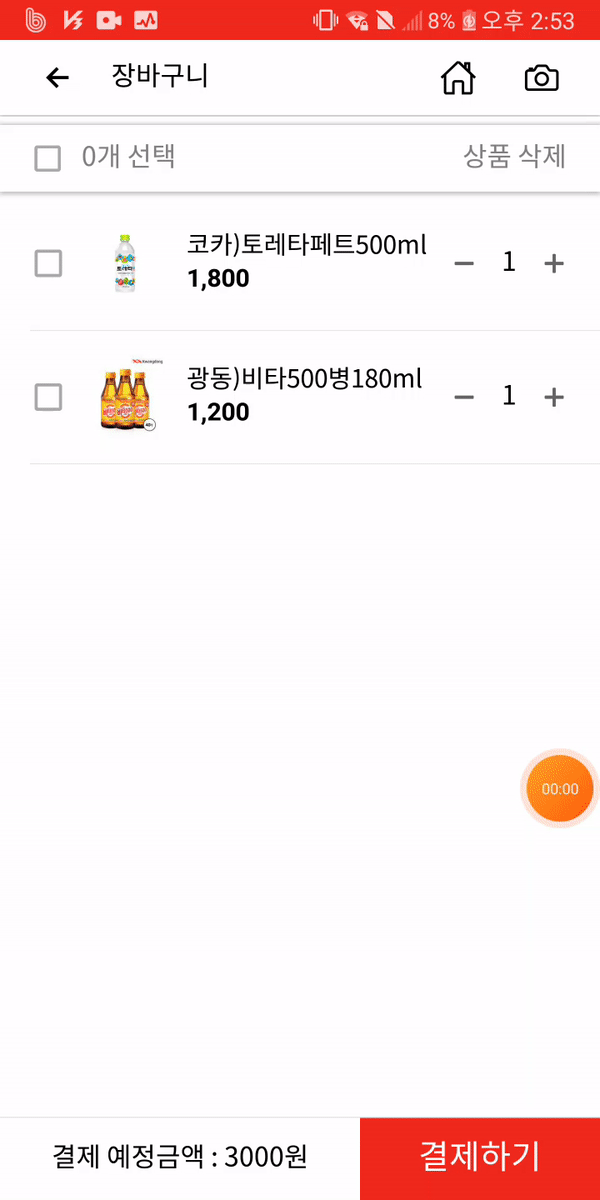 8% 오후 2:53
장바구니
0개 선택 상품 삭제
코카)토레타페트500ml
1,800
1
광동)비타500병180ml
1,200
1
00:00
결제 예정금액 : 3000원
결제하기